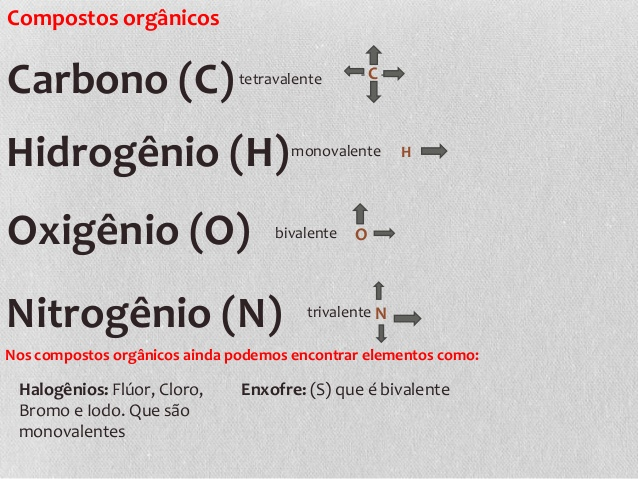 Compostos orgânicos
Carbono (C) tetravalente C
Hidrogênio (H) monovalente H
Oxigênio (O) bivalente O
Nitrogênio (N) trivalente N
Nos compostos orgânicos ainda podemos encontrar elementos como:
Halogênios: Flúor, Cloro,
Bromo e Iodo. Que são
monovalentes
Enxofre: (S) que é bivalente